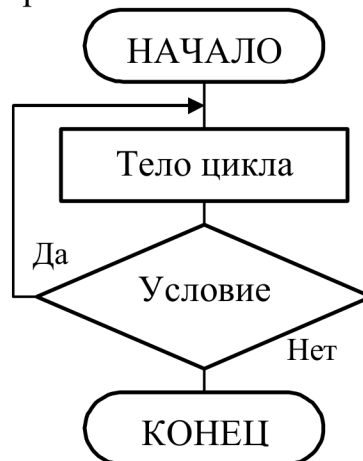 НАЧАЛО
Тело цикла
Да
Условие
Нет
КОНЕЦ